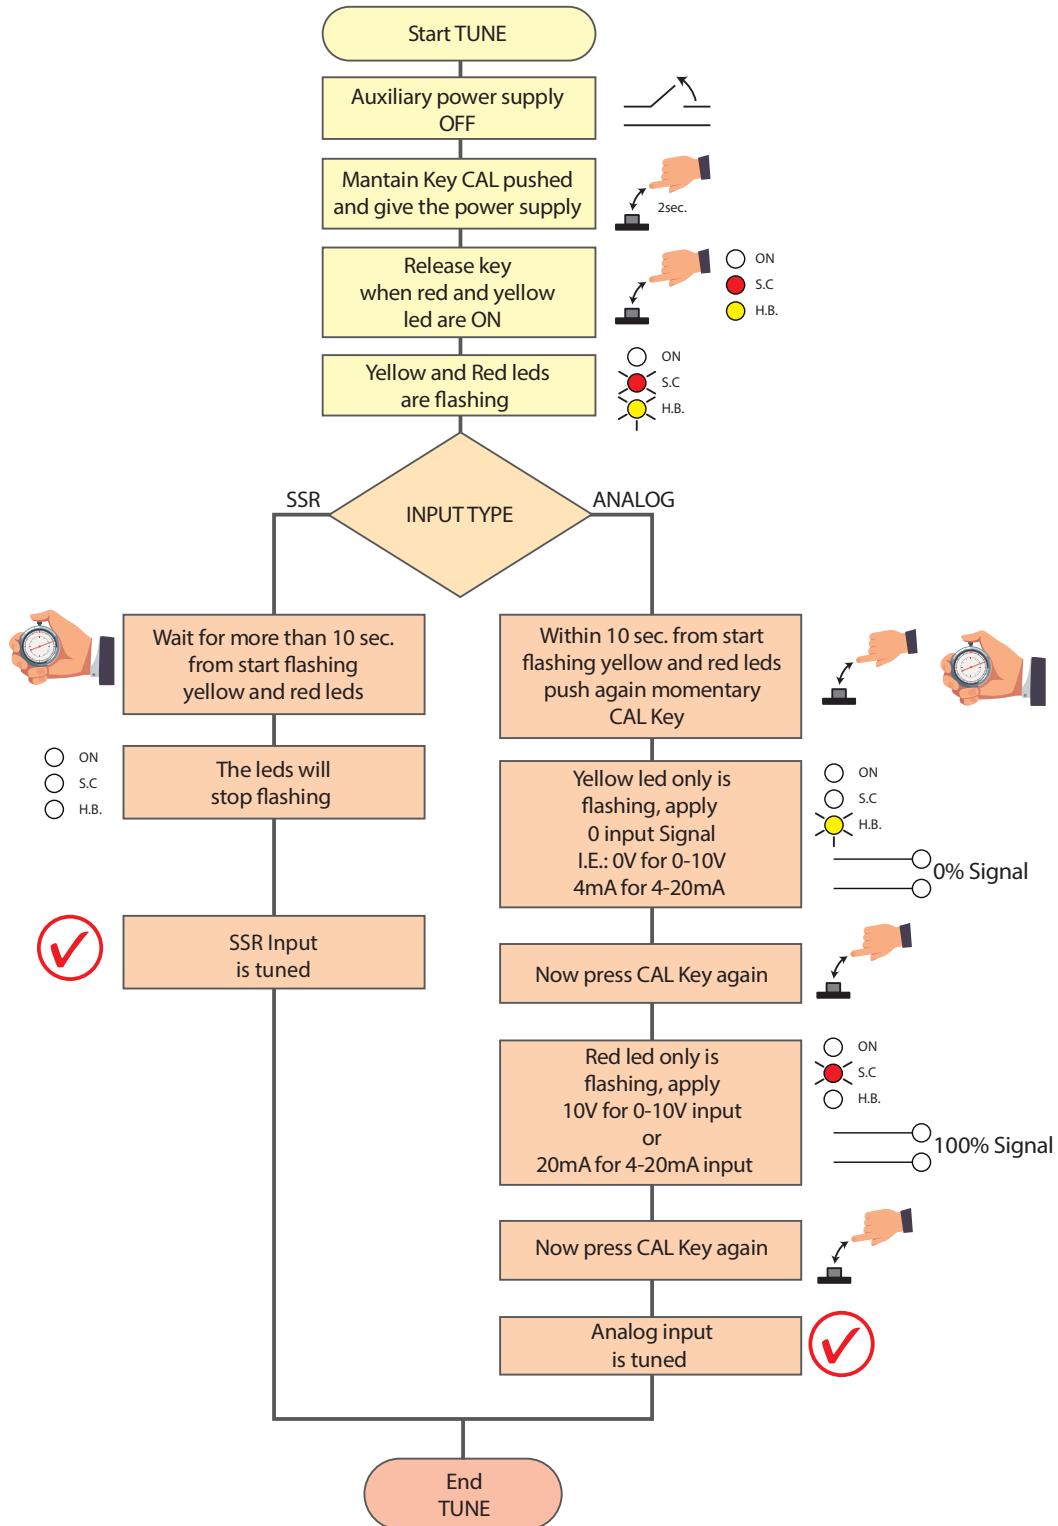 Start TUNE
Auxiliary power supply
OFF
Mantain Key CAL pushed
and give the power supply
2sec.
Release key
when red and yellow
led are ON
ON
S.C
H.B.
Yellow and Red leds
are flashing
ON
S.C
H.B.
SSR
INPUT TYPE
ANALOG
Wait for more than 10 sec.
from start flashing
yellow and red leds
ON
S.C
H.B.
The leds will
stop flashing
SSR Input
is tuned
Within 10 sec. from start
flashing yellow and red leds
push again momentary
CAL Key
Yellow led only is
flashing, apply
0 input Signal
I.E.: 0V for 0-10V
4mA for 4-20mA
ON
S.C
H.B.
0% Signal
Now press CAL Key again
Red led only is
flashing, apply
10V for 0-10V input
or
20mA for 4-20mA input
ON
S.C
H.B.
100% Signal
Now press CAL Key again
Analog input
is tuned
End
TUNE